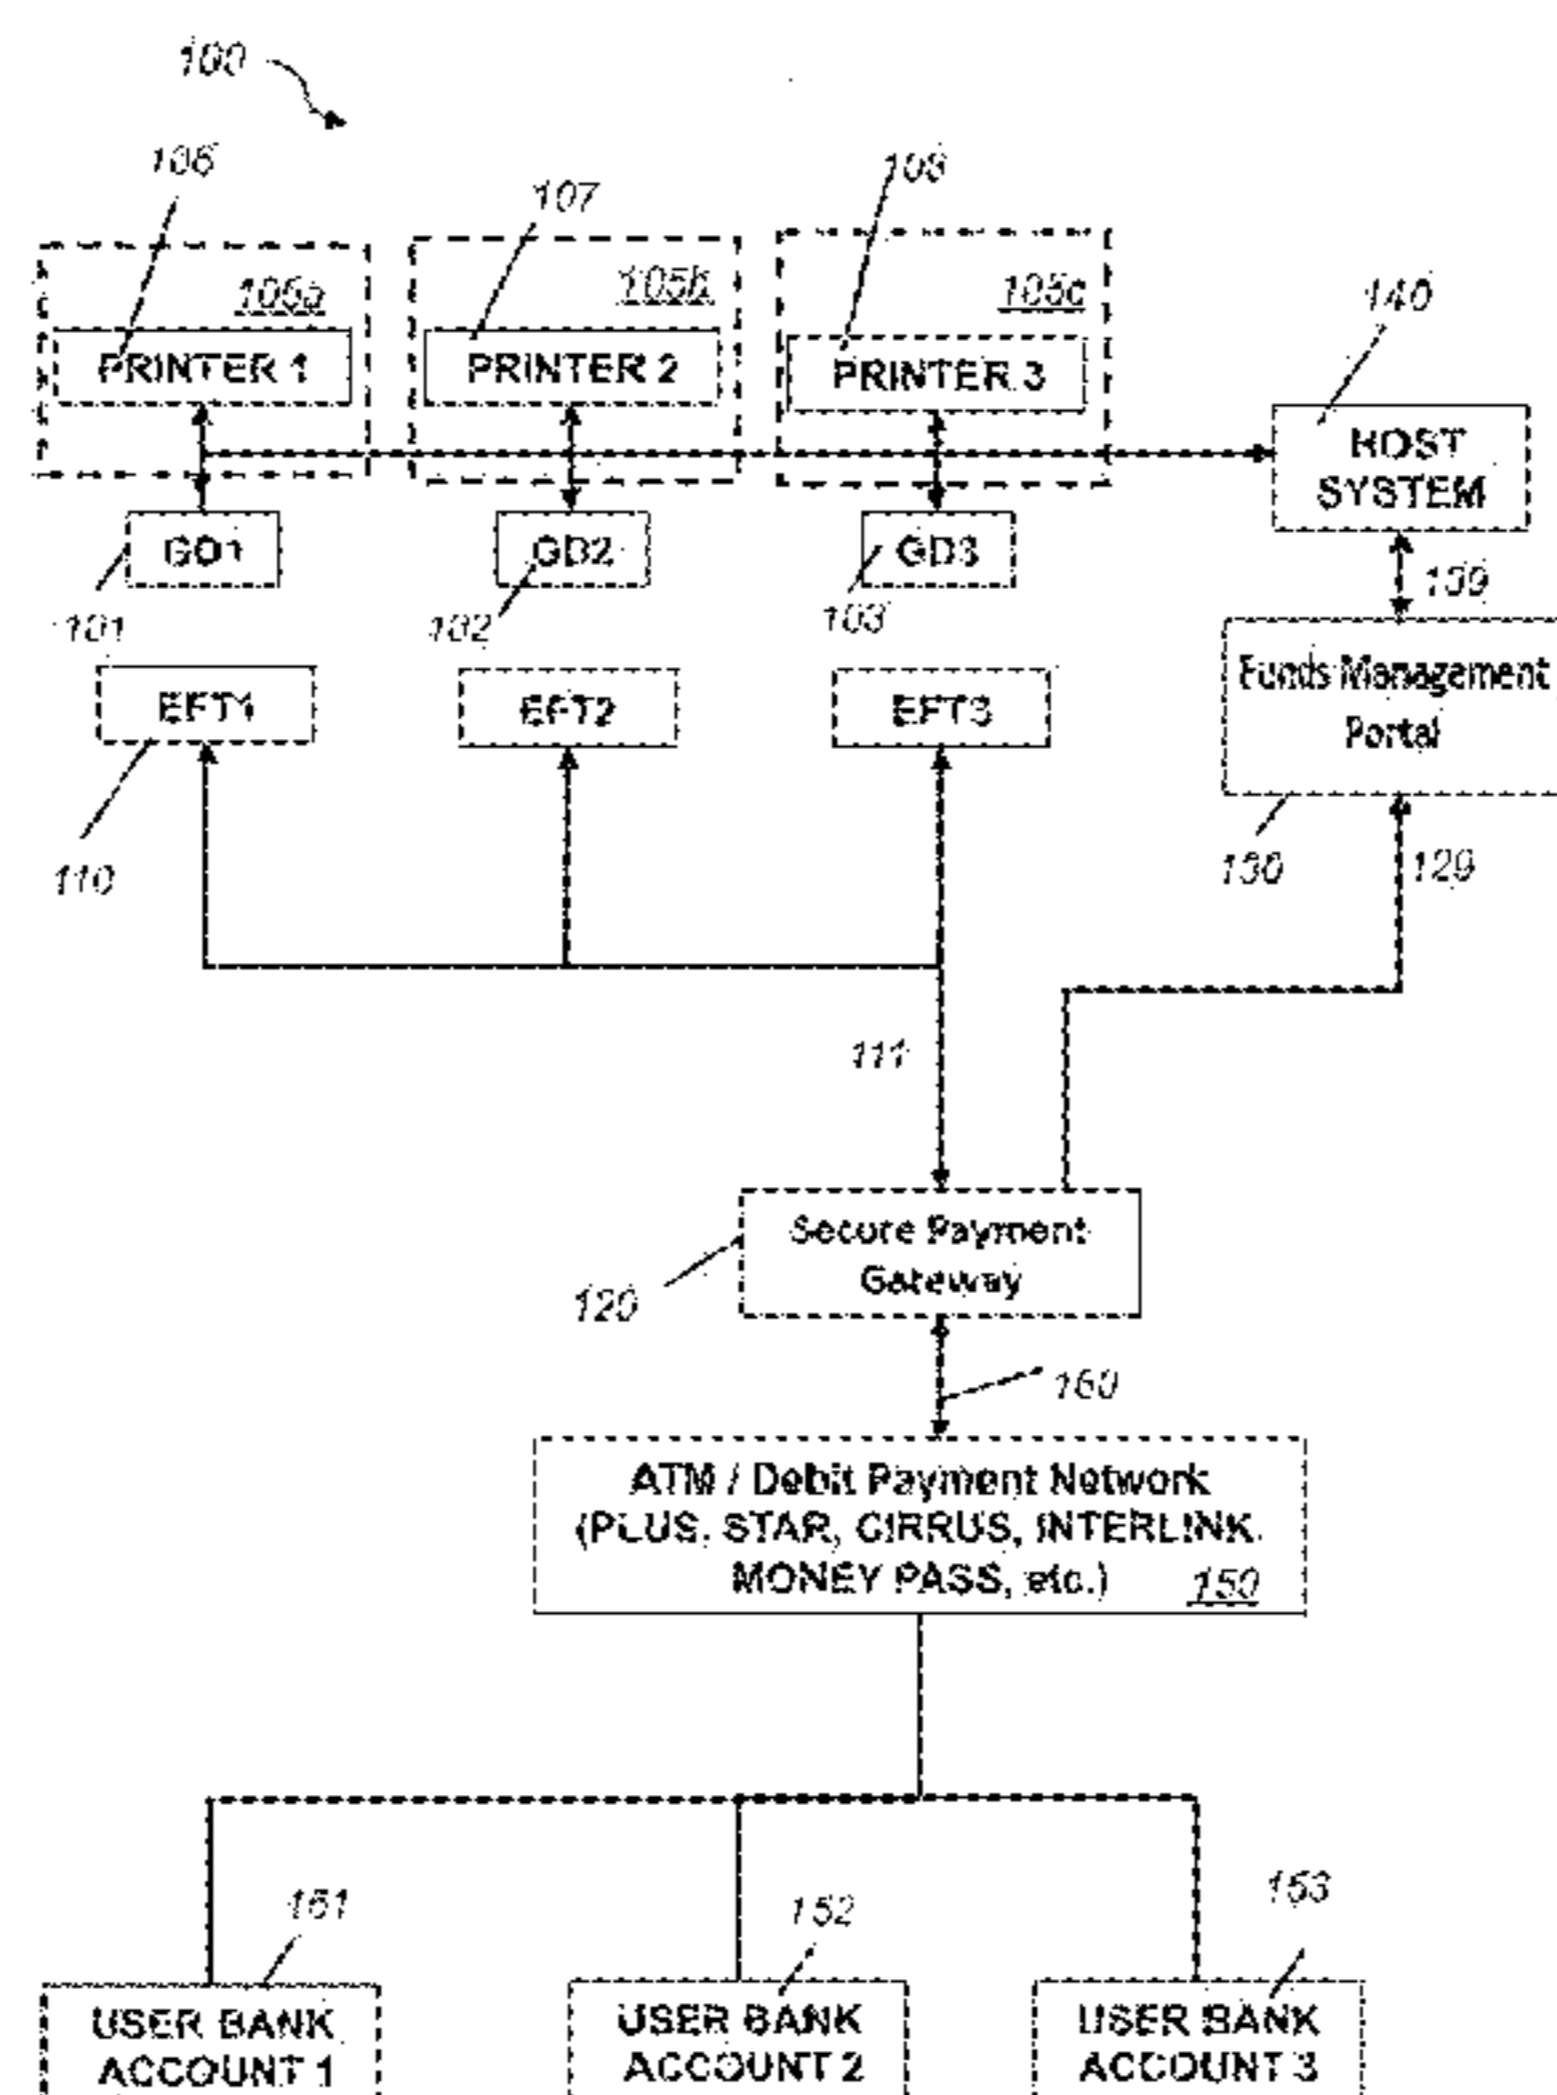 100
106
107
108
105a
105b
105c
140
PRINTER 1
PRINTER 2
PRINTER 3
HOST
SYSTEM
GD1
GD2
GD3
139
101
102
103
EFT1
EFT2
EFT3
Funds Management
Portal
110
130
129
111
Secure Payment
Gateway
120
160
ATM / Debit Payment Network
(PLUS, STAR, CIRRUS, INTERLINK,
MONEY PASS, etc.)
150
151
152
153
USER BANK
ACCOUNT 1
USER BANK
ACCOUNT 2
USER BANK
ACCOUNT 3